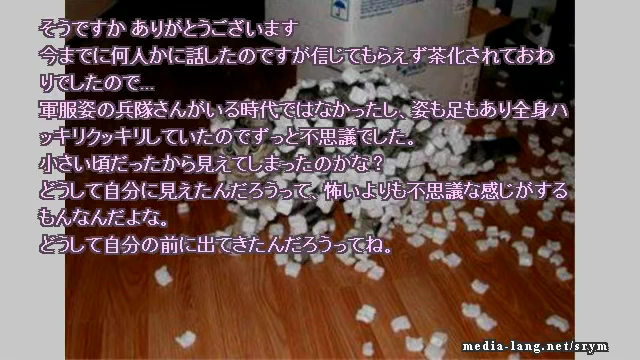 そうですか ありがとうございます
今までに何人かに話したのですが信じてもらえず茶化されておわ
りでしたので...
軍服姿の兵隊さんがいる時代ではなかったし、姿も足もあり全身ハ
ッキリクッキリしていたのでずっと不思議でした。
小さい頃だったから見えてしまったのかな？
どうして自分に見えたんだろうって、怖いよりも不思議な感じがする
もんなんだよな。
どうして自分の前に出てきたんだろうってね。
media-lang.net/srym